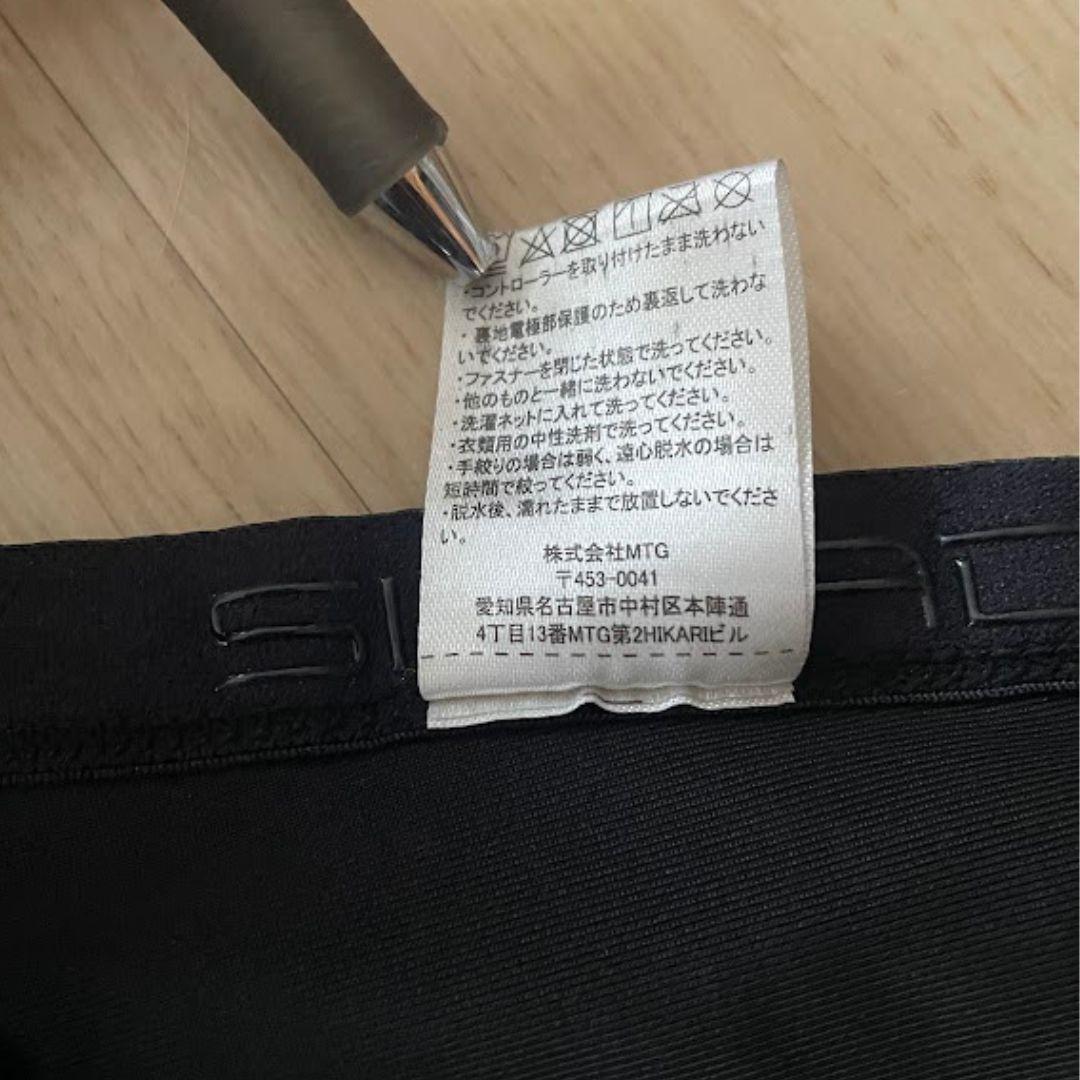 ・コントローラーを取り付けたまま洗わない
でください。
・裏地電極部保護のため裏返して洗わな
いでください。
・ファスナーを閉じた状態で洗ってください。
・他のものと一緒に洗わないでください。
・洗濯ネットに入れて洗ってください。
・衣類用の中性洗剤で洗ってください。
・手絞りの場合は弱く、遠心脱水の場合は
短時間で絞ってください。
・脱水後、濡れたままで放置しないでくださ
い。
株式会社MTG
〒453-0041
愛知県名古屋市中村区本陣通
4丁目13番MTG第2HIKARIビル